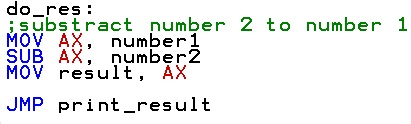 do_res:
;substract number 2 to number 1
MOV AX, number1
SUB AX, number2
MOV result, AX
JMP print_result